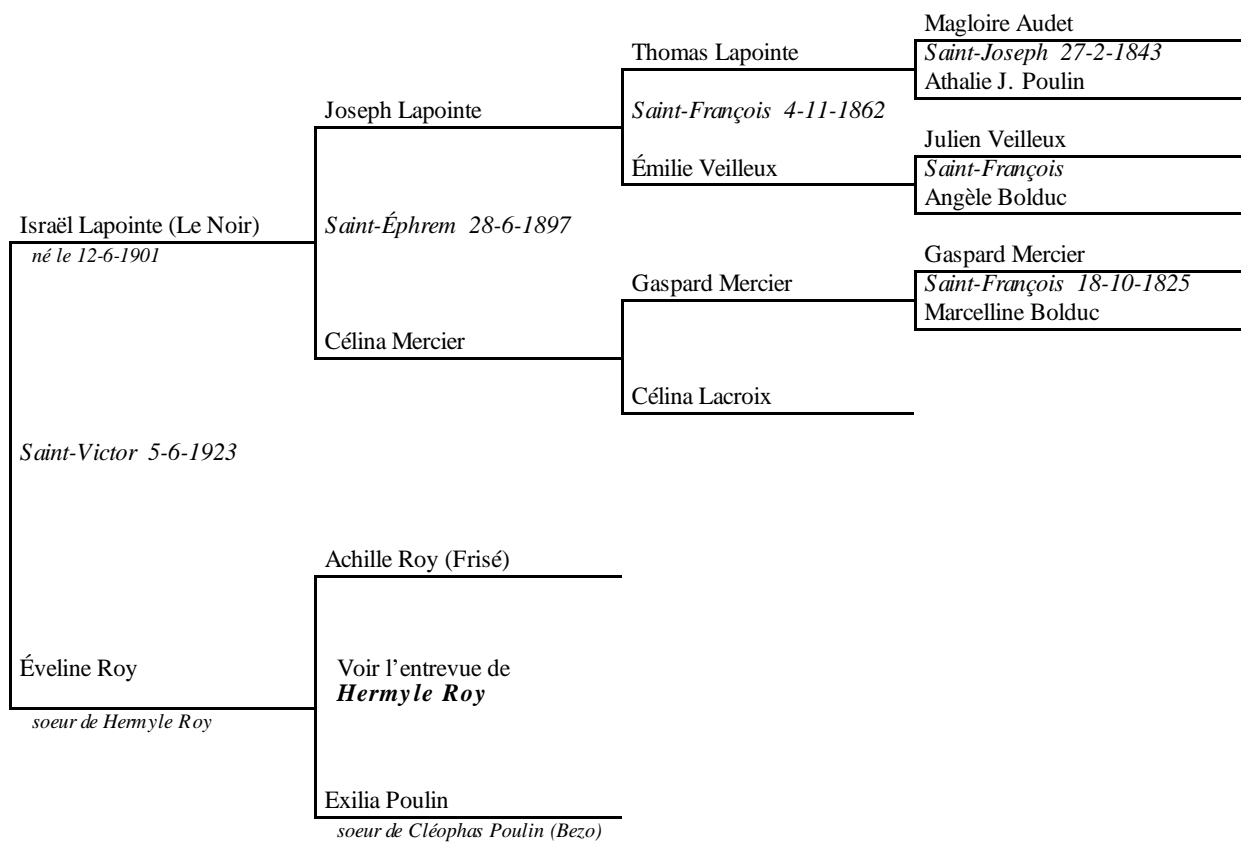 Magloire Audet
Thomas Lapointe
Saint-Joseph 27-2-1843
Athalie J. Poulin
Joseph Lapointe
Saint-François 4-11-1862
Julien Veilleux
Émilie Veilleux
Saint-François
Angèle Bolduc
Israël Lapointe (Le Noir)
Saint-Éphrem 28-6-1897
né le 12-6-1901
Gaspard Mercier
Gaspard Mercier
Saint-François 18-10-1825
Marcelline Bolduc
Célina Mercier
Célina Lacroix
Saint-Victor 5-6-1923
Achille Roy (Frisé)
Éveline Roy
Voir l'entrevue de
Hermyle Roy
soeur de Hermyle Roy
Exilia Poulin
soeur de Cléophas Poulin (Bezo)